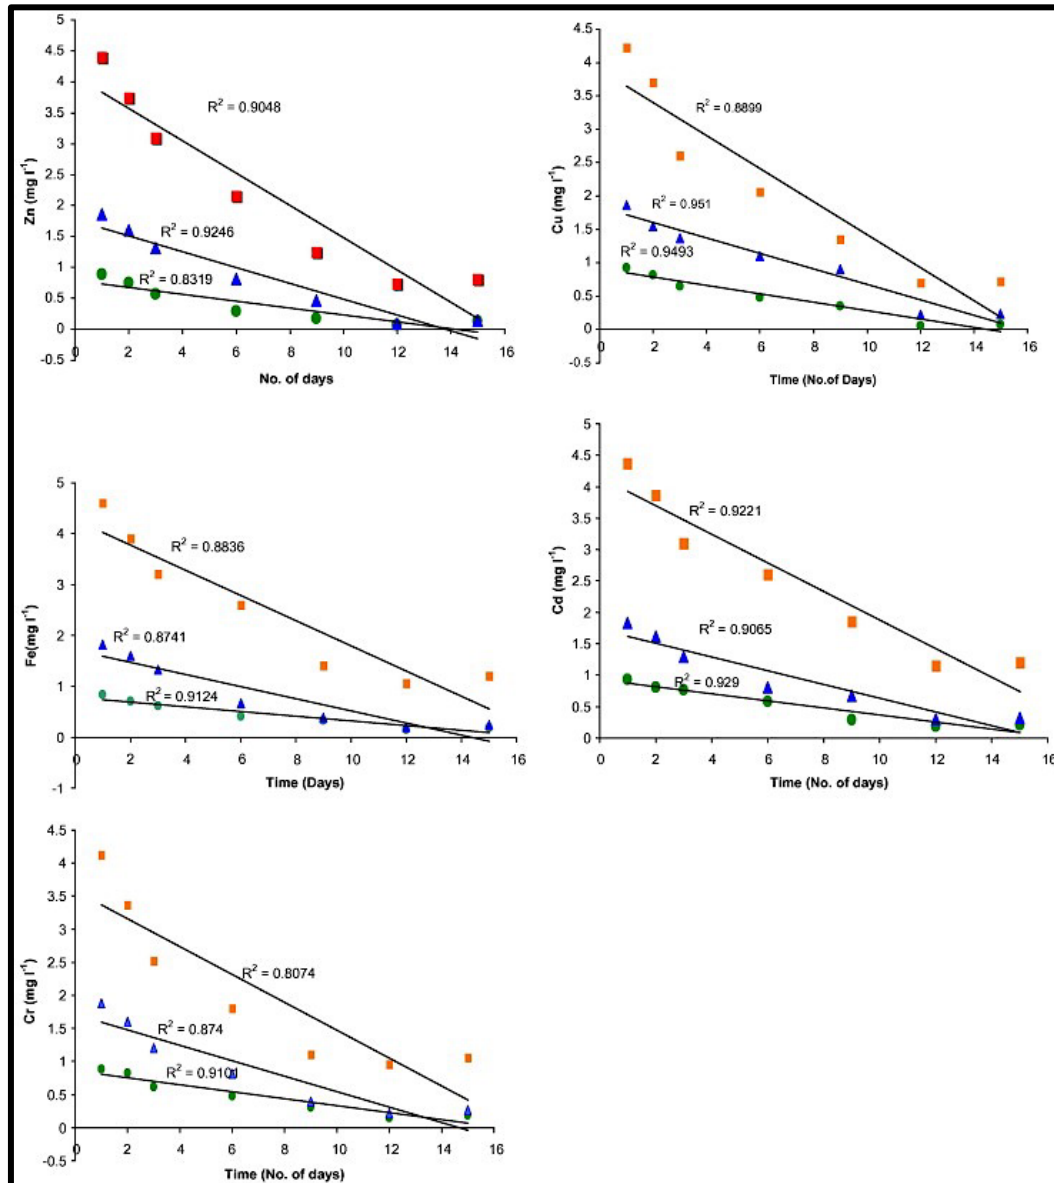 5
4.5
4
3.5
3
2.5
2
1.5
1
0.5
0
-0.5
Zn (mg l⁻¹)
R² = 0.9048
R² = 0.9246
R² = 0.8319
0 2 4 6 8 10 12 14 16
No. of days
4.5
4
3.5
3
2.5
2
1.5
1
0.5
0
-0.5
Cu (mg l⁻¹)
R² = 0.8899
R² = 0.951
R² = 0.9493
0 2 4 6 8 10 12 14 16
Time (No.of Days)
5
4
3
2
1
0
-1
Fe(mg l⁻¹)
R² = 0.8836
R² = 0.8741
R² = 0.9124
0 2 4 6 8 10 12 14 16
Time (Days)
5
4.5
4
3.5
3
2.5
2
1.5
1
0.5
0
Cd (mg l⁻¹)
R² = 0.9221
R² = 0.9065
R² = 0.929
0 2 4 6 8 10 12 14 16
Time (No. of days)
4.5
4
3.5
3
2.5
2
1.5
1
0.5
0
-0.5
Cr (mg l⁻¹)
R² = 0.8074
R² = 0.874
R² = 0.9101
0 2 4 6 8 10 12 14 16
Time (No. of days)